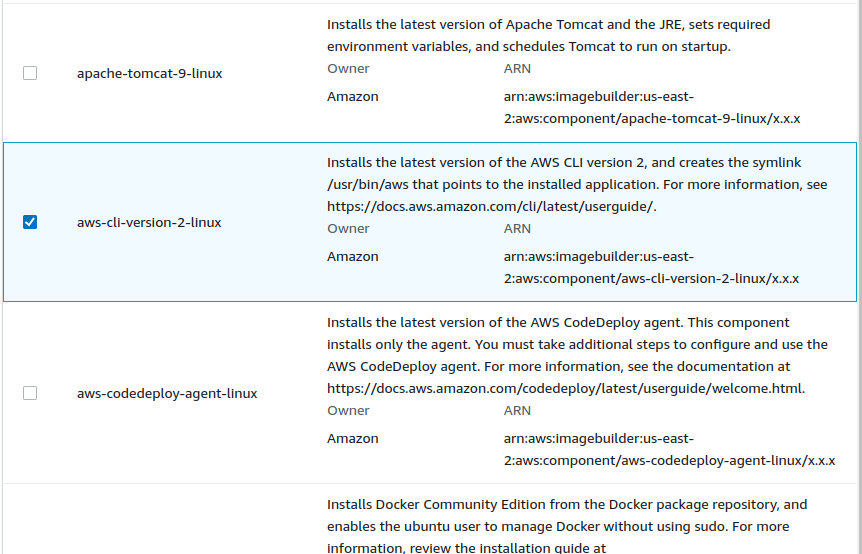 Installs the latest version of Apache Tomcat and the JRE, sets required
environment variables, and schedules Tomcat to run on startup.
Owner ARN
apache-tomcat-9-linux
Amazon arn:aws:imagebuilder:us-east-
2:aws:component/apache-tomcat-9-linux/x.x.x
Installs the latest version of the AWS CLI version 2, and creates the symlink
/usr/bin/aws that points to the installed application. For more information, see
https://docs.aws.amazon.com/cli/latest/userguide/.
aws-cli-version-2-linux
Owner ARN
Amazon arn:aws:imagebuilder:us-east-
2:aws:component/aws-cli-version-2-linux/x.x.x
Installs the latest version of the AWS CodeDeploy agent. This component
installs only the agent. You must take additional steps to configure and use the
AWS CodeDeploy agent. For more information, see the documentation at
https://docs.aws.amazon.com/codedeploy/latest/userguide/welcome.html.
aws-codedeploy-agent-linux
Owner ARN
Amazon arn:aws:imagebuilder:us-east-
2:aws:component/aws-codedeploy-agent-linux/x.x.x
Installs Docker Community Edition from the Docker package repository, and
enables the ubuntu user to manage Docker without using sudo. For more
information, review the installation guide at